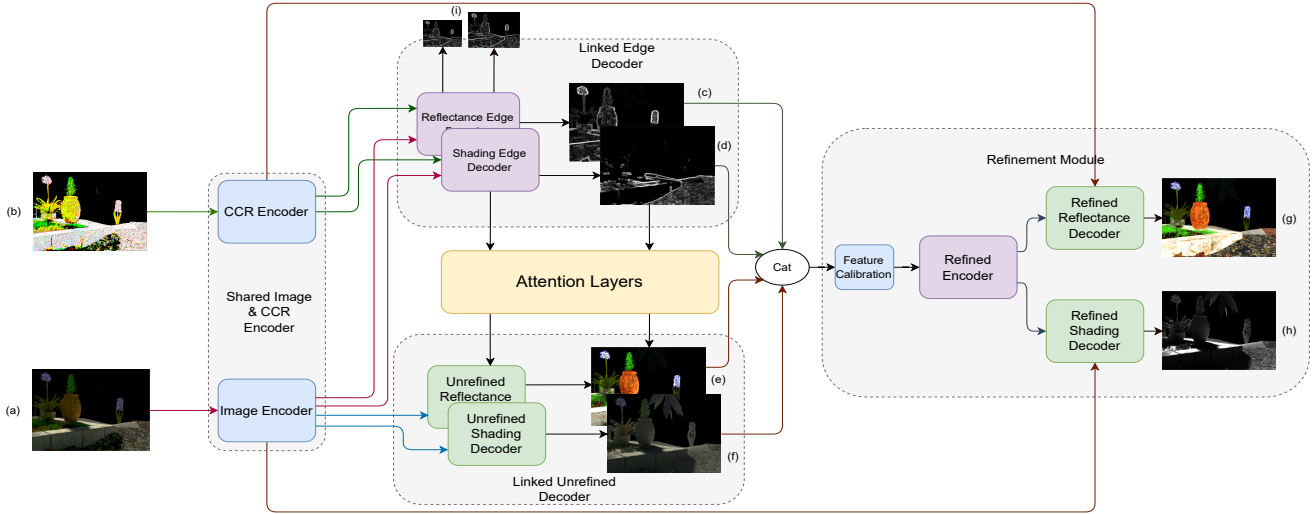 (i)
Linked Edge
Decoder
(c)
Reflectance Edge
(d)
Shading Edge
Decoder
Refinement Module
(b)
CCR Encoder
Refined
Reflectance
Decoder
(g)
Shared Image
& CCR
Encoder
Attention Layers
Cat
Feature
Calibration
Refined
Encoder
Refined
Shading
Decoder
(h)
(a)
Image Encoder
Unrefined
Reflectance
(e)
Unrefined
Shading
Decoder
(f)
Linked Unrefined
Decoder